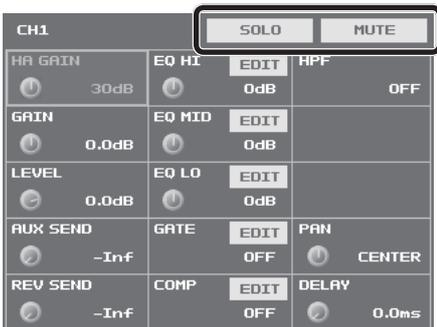 CH1 SOLO MUTE
HA GAIN EQ HI EDIT HPF
30dB 0dB OFF
GAIN EQ MID EDIT
0.0dB 0dB
LEVEL EQ LO EDIT
0.0dB 0dB
AUX SEND GATE EDIT PAN
-Inf OFF CENTER
REV SEND COMP EDIT DELAY
-Inf OFF 0.0ms